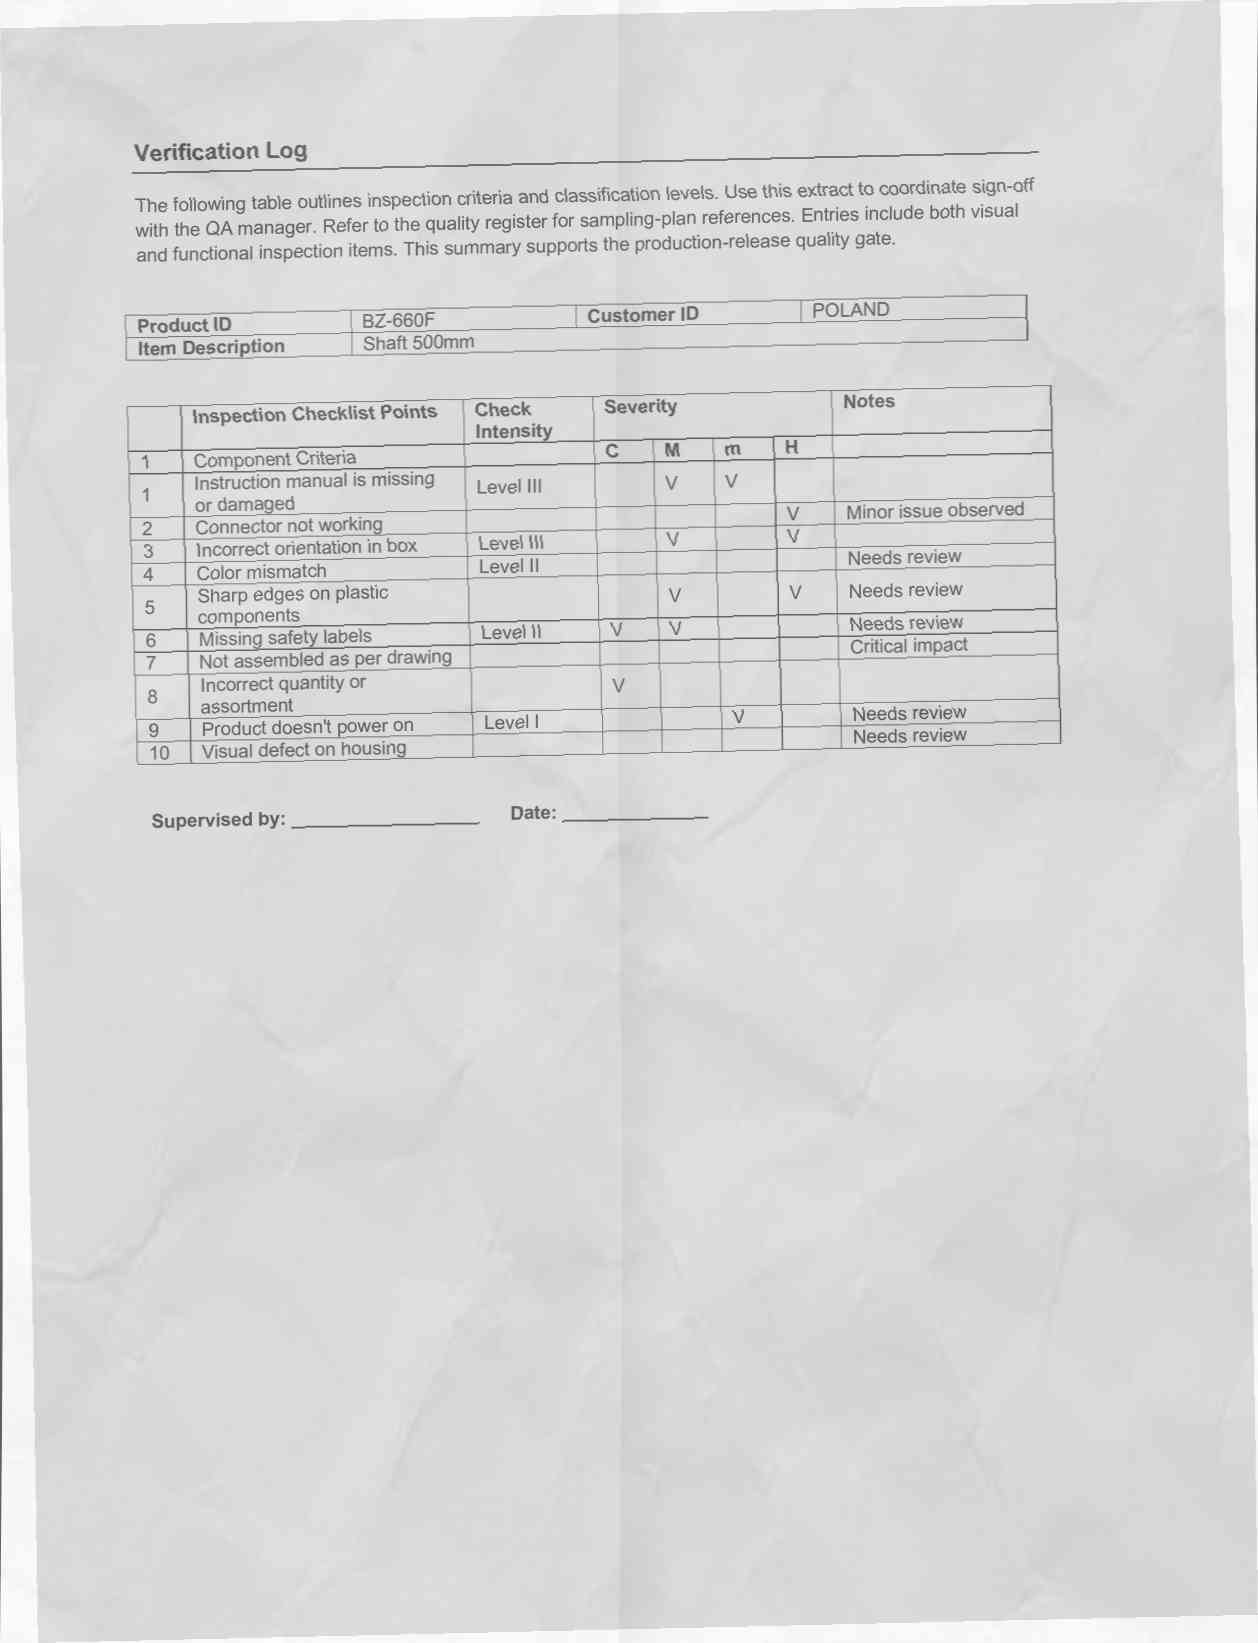 Verification Log
The following table outlines inspection criteria and classification levels. Use this extract to coordinate sign-off
with the QA manager. Refer to the quality register for sampling-plan references. Entries include both visual
and functional inspection items. This summary supports the production-release quality gate.
Product ID BZ-660F Customer ID POLAND
Item Description Shaft 500mm
Inspection Checklist Points Check Severity Notes
Intensity
C M m H
1 Component Criteria
1 Instruction manual is missing Level III V V
or damaged
2 Connector not working V Minor issue observed
3 Incorrect orientation in box Level III V V
4 Color mismatch Level II Needs review
5 Sharp edges on plastic V V Needs review
components
6 Missing safety labels Level II V V Needs review
7 Not assembled as per drawing Critical impact
8 Incorrect quantity or V
assortment
9 Product doesn't power on Level I V Needs review
10 Visual defect on housing Needs review
Supervised by: Date: